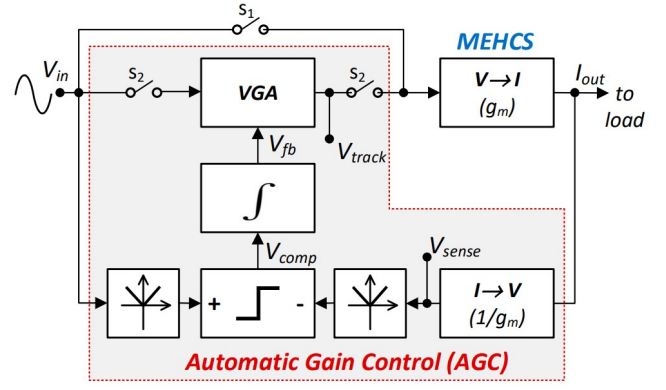 s1
MEHCS
Vin
s2
VGA
s2
V→I
(gm)
Iout
to
load
Vfb
Vtrack
∫
Vcomp
Vsense
+
-
I→V
(1/gm)
Automatic Gain Control (AGC)